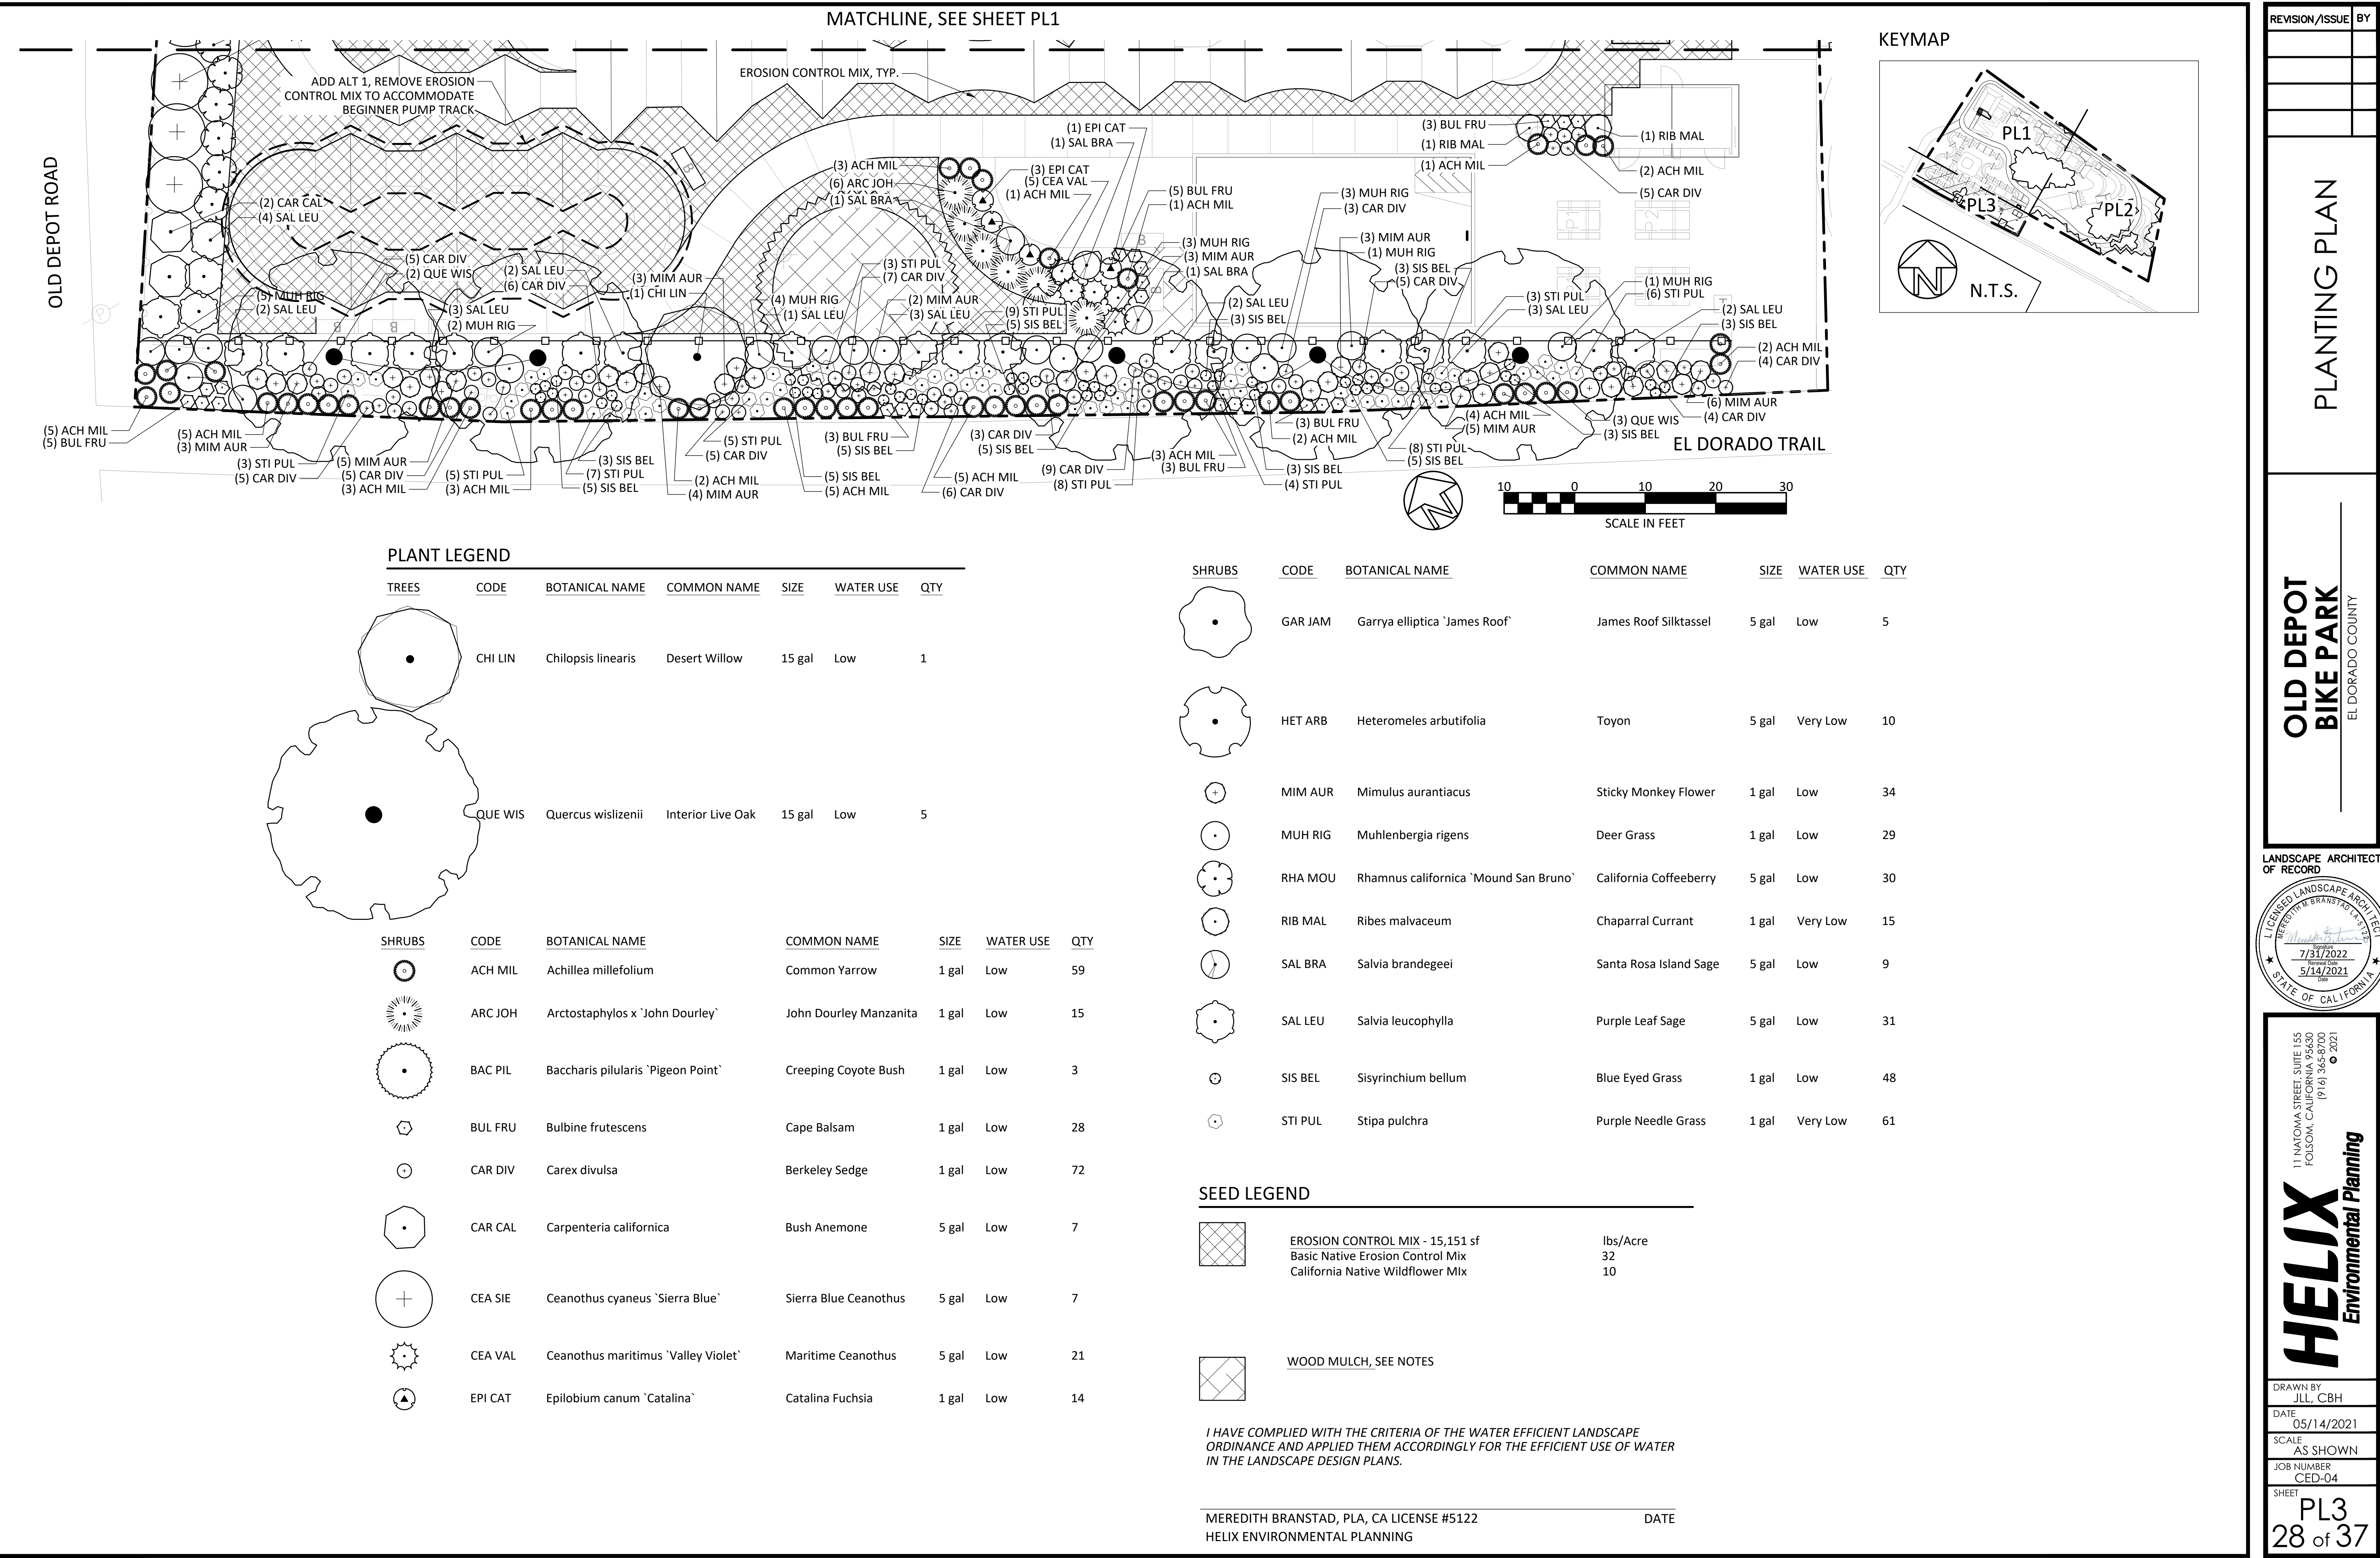 MATCHLINE, SEE SHEET PL1
OLD DEPOT ROAD
ADD ALT 1, REMOVE EROSION
CONTROL MIX TO ACCOMMODATE
BEGINNER PUMP TRACK
EROSION CONTROL MIX, TYP.
(1) EPI CAT
(1) SAL BRA
(3) ACH MIL
(6) ARC JOH
(1) SAL BRA
(3) EPI CAT
(5) CEA VAL
(1) ACH MIL
(5) BUL FRU
(1) ACH MIL
(3) BUL FRU
(1) RIB MAL
(1) ACH MIL
(1) RIB MAL
(2) ACH MIL
(5) CAR DIV
(3) MUH RIG
(3) CAR DIV
(2) CAR CAL
(4) SAL LEU
(5) CAR DIV
(2) QUE WIS
(2) SAL LEU
(6) CAR DIV
(3) MIM AUR
(1) CHI LIN
(3) STI PUL
(7) CAR DIV
(3) MUH RIG
(3) MIM AUR
(1) SAL BRA
(3) MIM AUR
(1) MUH RIG
(3) SIS BEL
(5) CAR DIV
(5) MUH RIG
(2) SAL LEU
(3) SAL LEU
(2) MUH RIG
(4) MUH RIG
(1) SAL LEU
(2) MIM AUR
(3) SAL LEU
(9) STI PUL
(5) SIS BEL
(2) SAL LEU
(3) SIS BEL
(3) STI PUL
(3) SAL LEU
(1) MUH RIG
(6) STI PUL
(2) SAL LEU
(3) SIS BEL
(2) ACH MIL
(4) CAR DIV
(6) MIM AUR
(4) CAR DIV
(5) ACH MIL
(5) BUL FRU
(5) ACH MIL
(3) MIM AUR
(3) STI PUL
(5) CAR DIV
(5) MIM AUR
(5) CAR DIV
(3) ACH MIL
(5) STI PUL
(3) ACH MIL
(3) SIS BEL
(7) STI PUL
(5) SIS BEL
(5) STI PUL
(5) CAR DIV
(2) ACH MIL
(4) MIM AUR
(3) BUL FRU
(5) SIS BEL
(5) SIS BEL
(5) ACH MIL
(3) CAR DIV
(5) SIS BEL
(5) ACH MIL
(6) CAR DIV
(9) CAR DIV
(8) STI PUL
(3) ACH MIL
(3) BUL FRU
(3) BUL FRU
(2) ACH MIL
(3) SIS BEL
(4) STI PUL
(4) ACH MIL
(5) MIM AUR
(8) STI PUL
(5) SIS BEL
(3) QUE WIS
(3) SIS BEL
EL DORADO TRAIL
10 0 10 20 30
SCALE IN FEET
KEYMAP
PL1
PL2
PL3
N
N.T.S.
PLANT LEGEND
TREES CODE BOTANICAL NAME COMMON NAME SIZE WATER USE QTY
CHI LIN Chilopsis linearis Desert Willow 15 gal Low 1
QUE WIS Quercus wislizenii Interior Live Oak 15 gal Low 5
SHRUBS CODE BOTANICAL NAME COMMON NAME SIZE WATER USE QTY
ACH MIL Achillea millefolium Common Yarrow 1 gal Low 59
ARC JOH Arctostaphylos x `John Dourley` John Dourley Manzanita 1 gal Low 15
BAC PIL Baccharis pilularis `Pigeon Point` Creeping Coyote Bush 1 gal Low 3
BUL FRU Bulbine frutescens Cape Balsam 1 gal Low 28
CAR DIV Carex divulsa Berkeley Sedge 1 gal Low 72
CAR CAL Carpenteria californica Bush Anemone 5 gal Low 7
CEA SIE Ceanothus cyaneus `Sierra Blue` Sierra Blue Ceanothus 5 gal Low 7
CEA VAL Ceanothus maritimus `Valley Violet` Maritime Ceanothus 5 gal Low 21
EPI CAT Epilobium canum `Catalina` Catalina Fuchsia 1 gal Low 14
SHRUBS CODE BOTANICAL NAME COMMON NAME SIZE WATER USE QTY
GAR JAM Garrya elliptica `James Roof` James Roof Silktassel 5 gal Low 5
HET ARB Heteromeles arbutifolia Toyon 5 gal Very Low 10
MIM AUR Mimulus aurantiacus Sticky Monkey Flower 1 gal Low 34
MUH RIG Muhlenbergia rigens Deer Grass 1 gal Low 29
RHA MOU Rhamnus californica `Mound San Bruno` California Coffeeberry 5 gal Low 30
RIB MAL Ribes malvaceum Chaparral Currant 1 gal Very Low 15
SAL BRA Salvia brandegeei Santa Rosa Island Sage 5 gal Low 9
SAL LEU Salvia leucophylla Purple Leaf Sage 5 gal Low 31
SIS BEL Sisyrinchium bellum Blue Eyed Grass 1 gal Low 48
STI PUL Stipa pulchra Purple Needle Grass 1 gal Very Low 61
SEED LEGEND
EROSION CONTROL MIX - 15,151 sf lbs/Acre
Basic Native Erosion Control Mix 32
California Native Wildflower MIx 10
WOOD MULCH, SEE NOTES
I HAVE COMPLIED WITH THE CRITERIA OF THE WATER EFFICIENT LANDSCAPE
ORDINANCE AND APPLIED THEM ACCORDINGLY FOR THE EFFICIENT USE OF WATER
IN THE LANDSCAPE DESIGN PLANS.
MEREDITH BRANSTAD, PLA, CA LICENSE #5122 DATE
HELIX ENVIRONMENTAL PLANNING
REVISION/ISSUE BY
PLANTING PLAN
OLD DEPOT
BIKE PARK
EL DORADO COUNTY
LANDSCAPE ARCHITECT
OF RECORD
LICENSED LANDSCAPE ARCHITECT
MEREDITH M. BRANSTAD LA-5122
Signature
7/31/2022
Renewal Date
5/14/2021
Date
STATE OF CALIFORNIA
11 NATOMA STREET, SUITE 155
FOLSOM, CALIFORNIA 95630
(916) 365-8700
© 2021
HELIX
Environmental Planning
DRAWN BY
JLL, CBH
DATE
05/14/2021
SCALE
AS SHOWN
JOB NUMBER
CED-04
SHEET
PL3
28 of 37